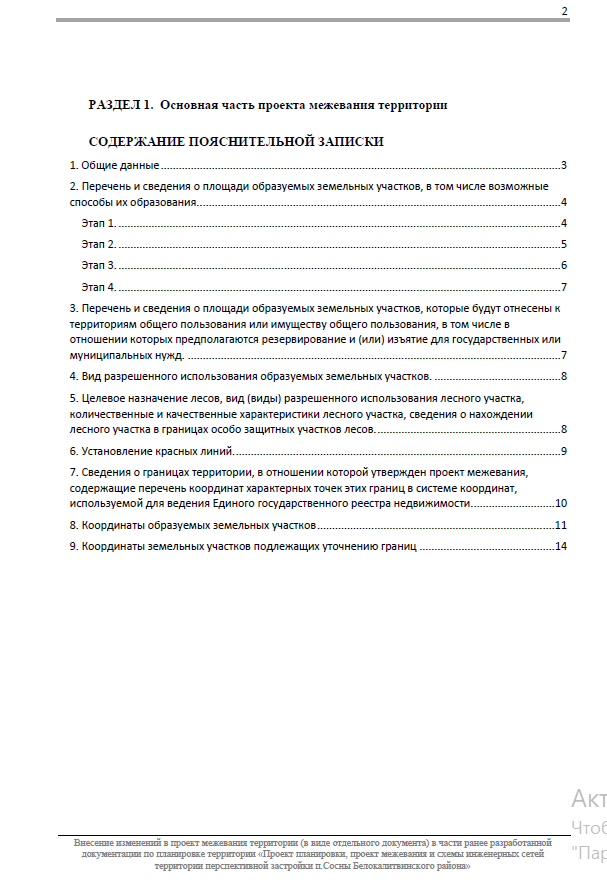 2
РАЗДЕЛ 1. Основная часть проекта межевания территории
СОДЕРЖАНИЕ ПОЯСНИТЕЛЬНОЙ ЗАПИСКИ
1. Общие данные ....................................................................................................3
2. Перечень и сведения о площади образуемых земельных участков, в том числе возможные
способы их образования....................................................................................................4
Этап 1. ....................................................................................................4
Этап 2. ....................................................................................................5
Этап 3. ....................................................................................................6
Этап 4. ....................................................................................................7
3. Перечень и сведения о площади образуемых земельных участков, которые будут отнесены к
территориям общего пользования или имуществу общего пользования, в том числе в
отношении которых предполагаются резервирование и (или) изъятие для государственных или
муниципальных нужд. ....................................................................................................7
4. Вид разрешенного использования образуемых земельных участков. ..........................................8
5. Целевое назначение лесов, вид (виды) разрешенного использования лесного участка,
количественные и качественные характеристики лесного участка, сведения о нахождении
лесного участка в границах особо защитных участков лесов. ............................................................8
6. Установление красных линий. ....................................................................................................9
7. Сведения о границах территории, в отношении которой утвержден проект межевания,
содержащие перечень координат характерных точек этих границ в системе координат,
используемой для ведения Единого государственного реестра недвижимости...........................10
8. Координаты образуемых земельных участков................................................................................11
9. Координаты земельных участков подлежащих уточнению границ ............................................14
Акт
Чтоб
"Пар
Внесение изменений в проект межевания территории (в виде отдельного документа) в части ранее разработанной
документации по планировке территории «Проект планировки, проект межевания и схемы инженерных сетей
территории перспективной застройки п.Сосны Белокалитвинского района»